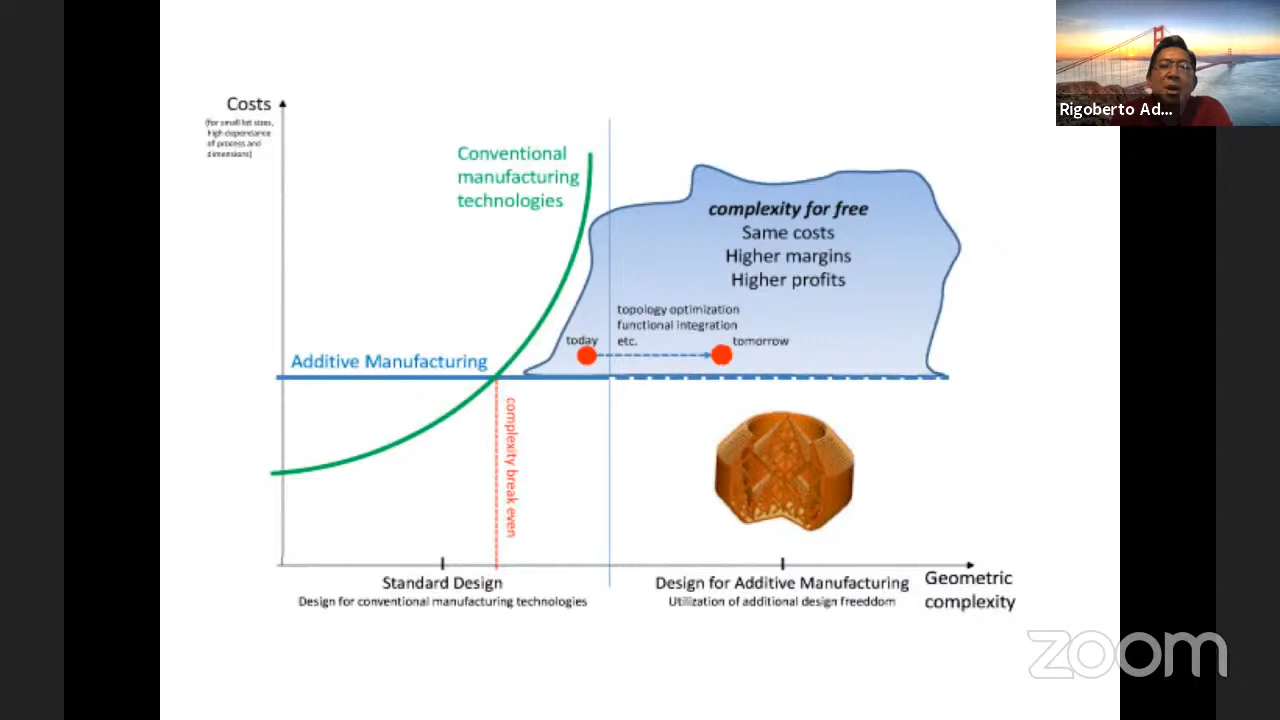 Rigoberto Ad...
Costs
(for small lot sizes,
high dependance
of process and
dimensions)
Conventional
manufacturing
technologies
complexity for free
Same costs
Higher margins
Higher profits
topology optimization
functional integration
etc.
today
tomorrow
Additive Manufacturing
complexity break even
Standard Design
Design for conventional manufacturing technologies
Design for Additive Manufacturing
Utilization of additional design freeddom
Geometric
complexity
zoom